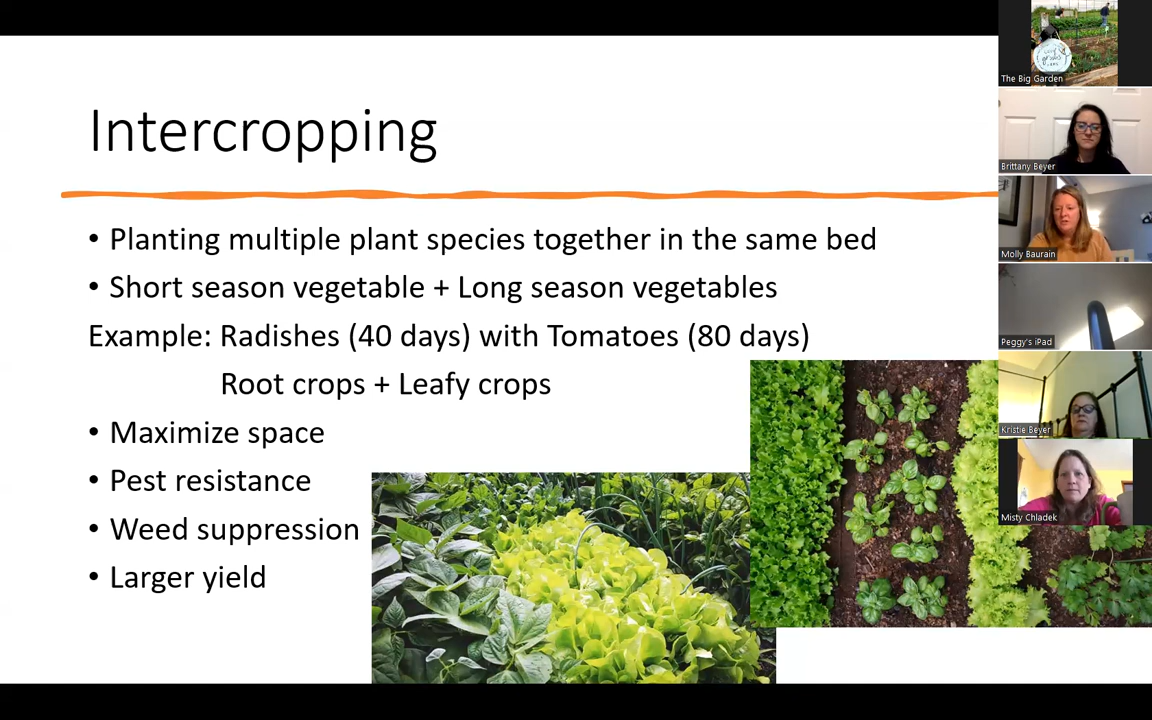 Intercropping
• Planting multiple plant species together in the same bed
• Short season vegetable + Long season vegetables
Example: Radishes (40 days) with Tomatoes (80 days)
Root crops + Leafy crops
• Maximize space
• Pest resistance
• Weed suppression
• Larger yield
The Big Garden
Brittany Beyer
Molly Baurain
Peggy's iPad
Kristie Beyer
Misty Chladek